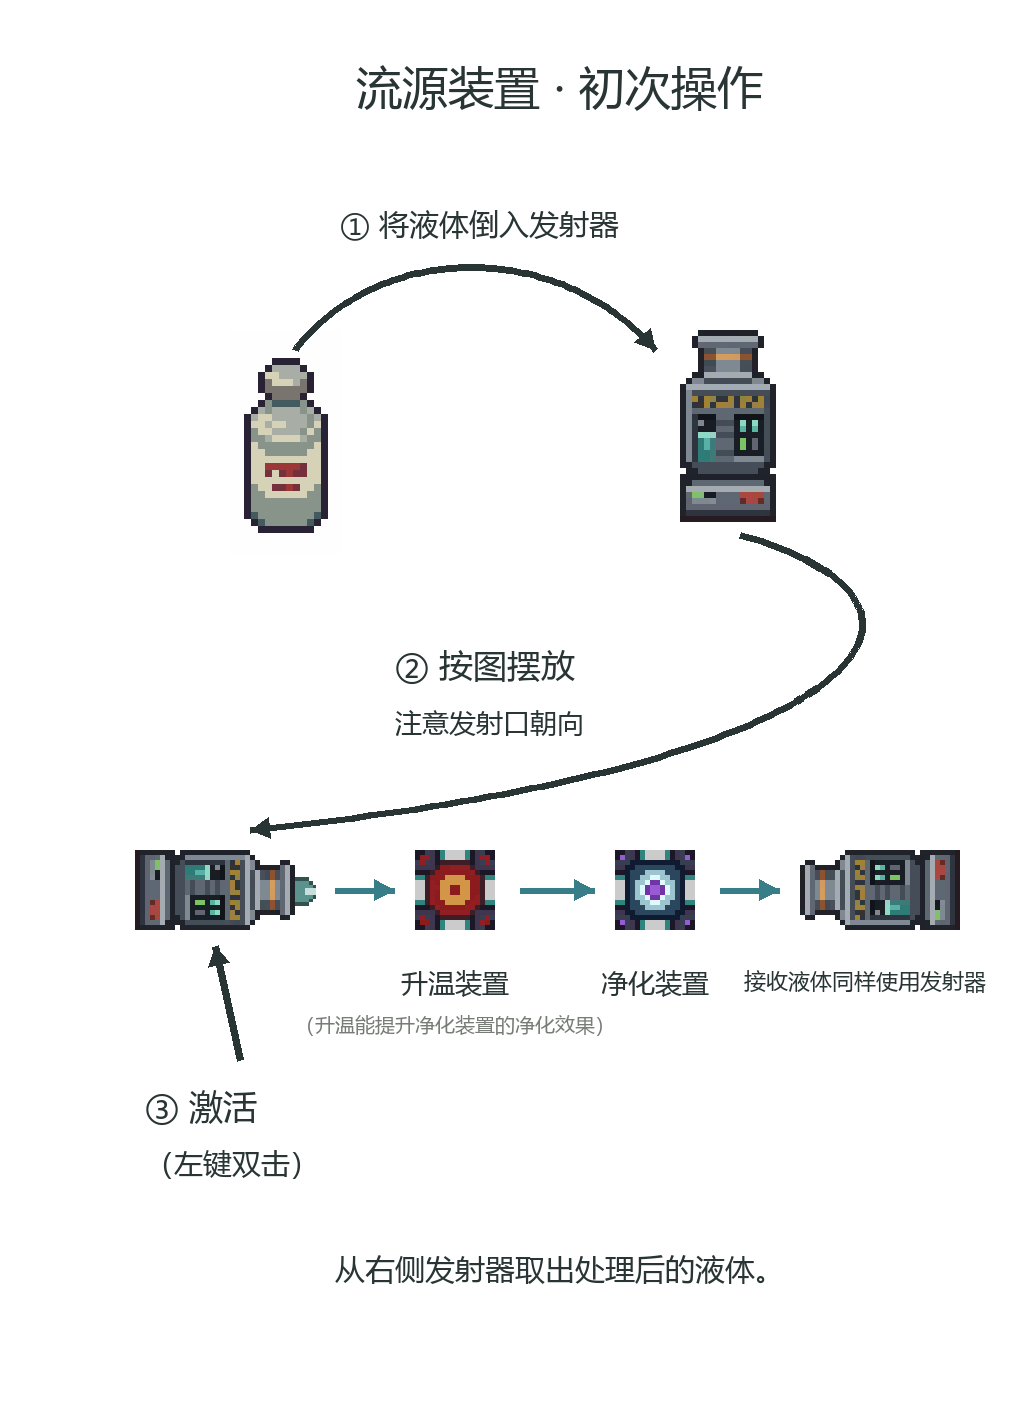 流源装置 · 初次操作
① 将液体倒入发射器
② 按图摆放
注意发射口朝向
升温装置
净化装置
接收液体同样使用发射器
（升温能提升净化装置的净化效果）
③ 激活
（左键双击）
从右侧发射器取出处理后的液体。